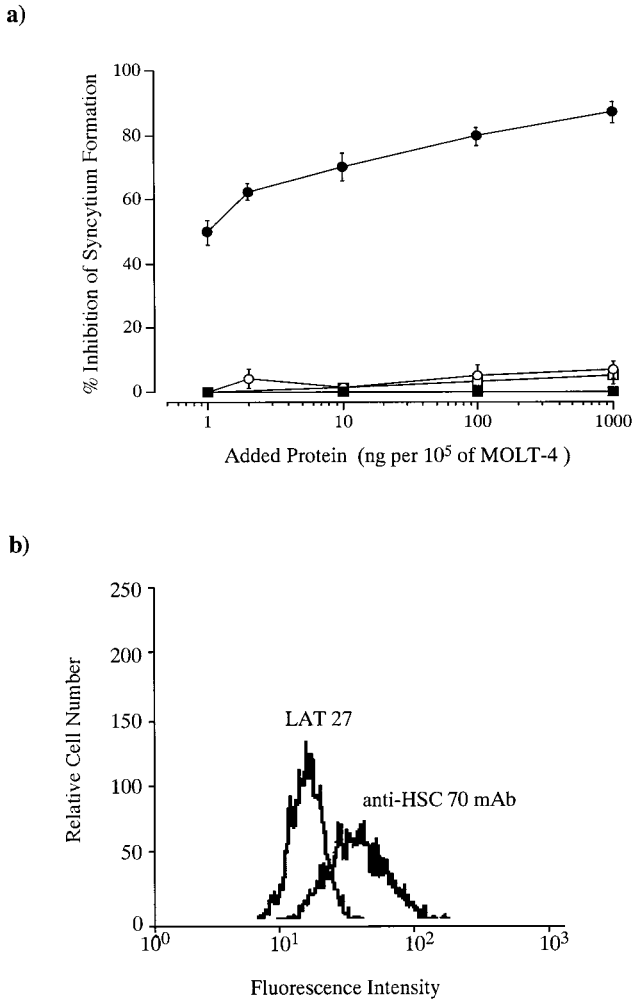 a)
% Inhibition of Syncytium Formation
100
80
60
40
20
0
1 10 100 1000
Added Protein (ng per 10⁵ of MOLT-4 )
b)
Relative Cell Number
250
200
150
100
50
0
LAT 27
anti-HSC 70 mAb
10⁰ 10¹ 10² 10³
Fluorescence Intensity